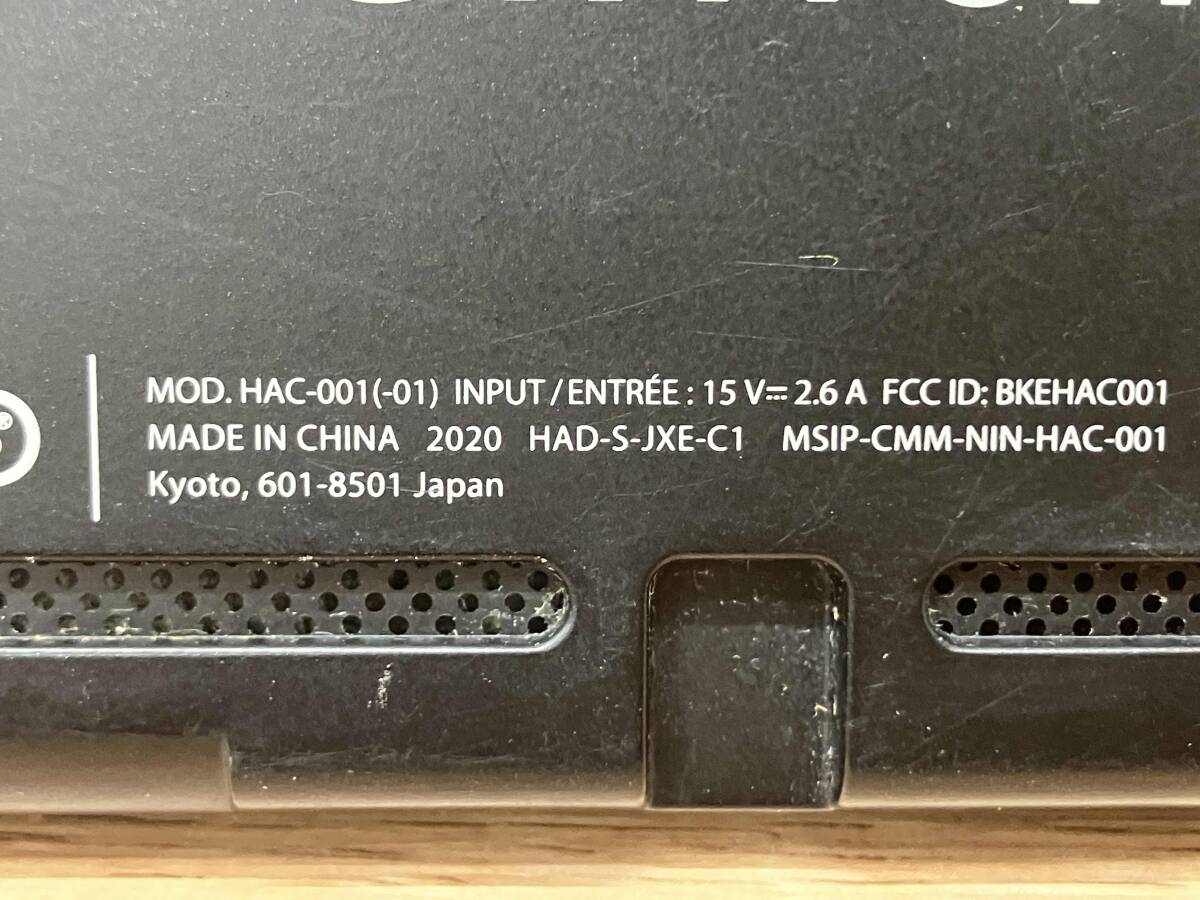 MOD. HAC-001(-01) INPUT/ENTRÉE : 15 V⎓ 2.6 A FCC ID: BKEHAC001
MADE IN CHINA 2020 HAD-S-JXE-C1 MSIP-CMM-NIN-HAC-001
Kyoto, 601-8501 Japan